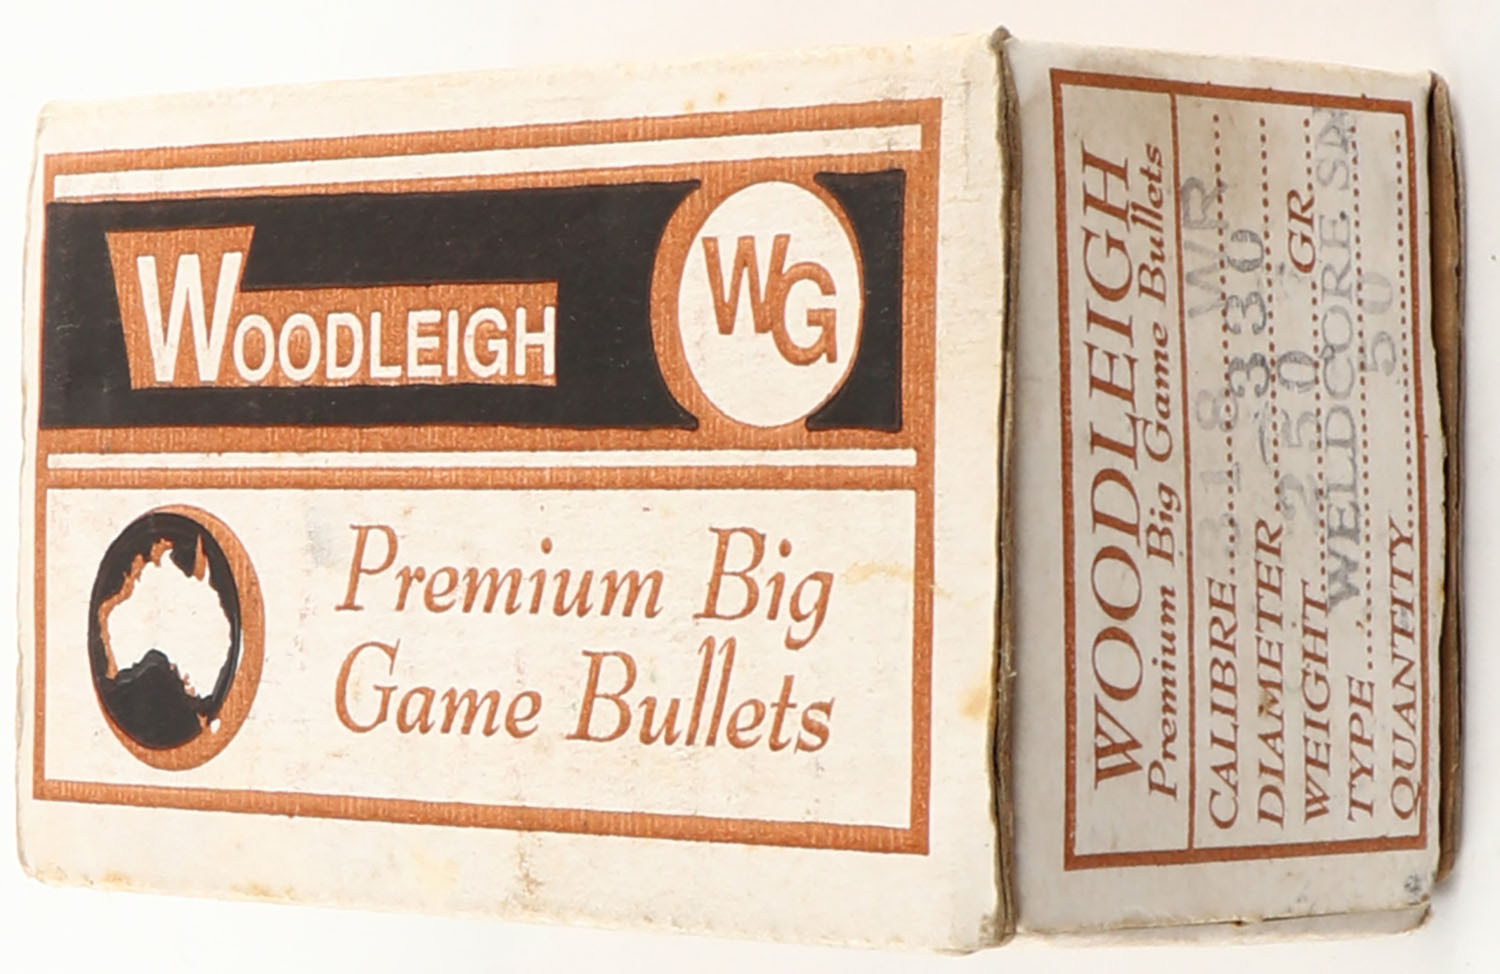 WOODLEIGH
WG
Premium Big
Game Bullets
WOODLEIGH
Premium Big Game Bullets
CALIBRE 318 WR
DIAMETER .330
WEIGHT 250 GR.
TYPE WELDCORE SN
QUANTITY 50